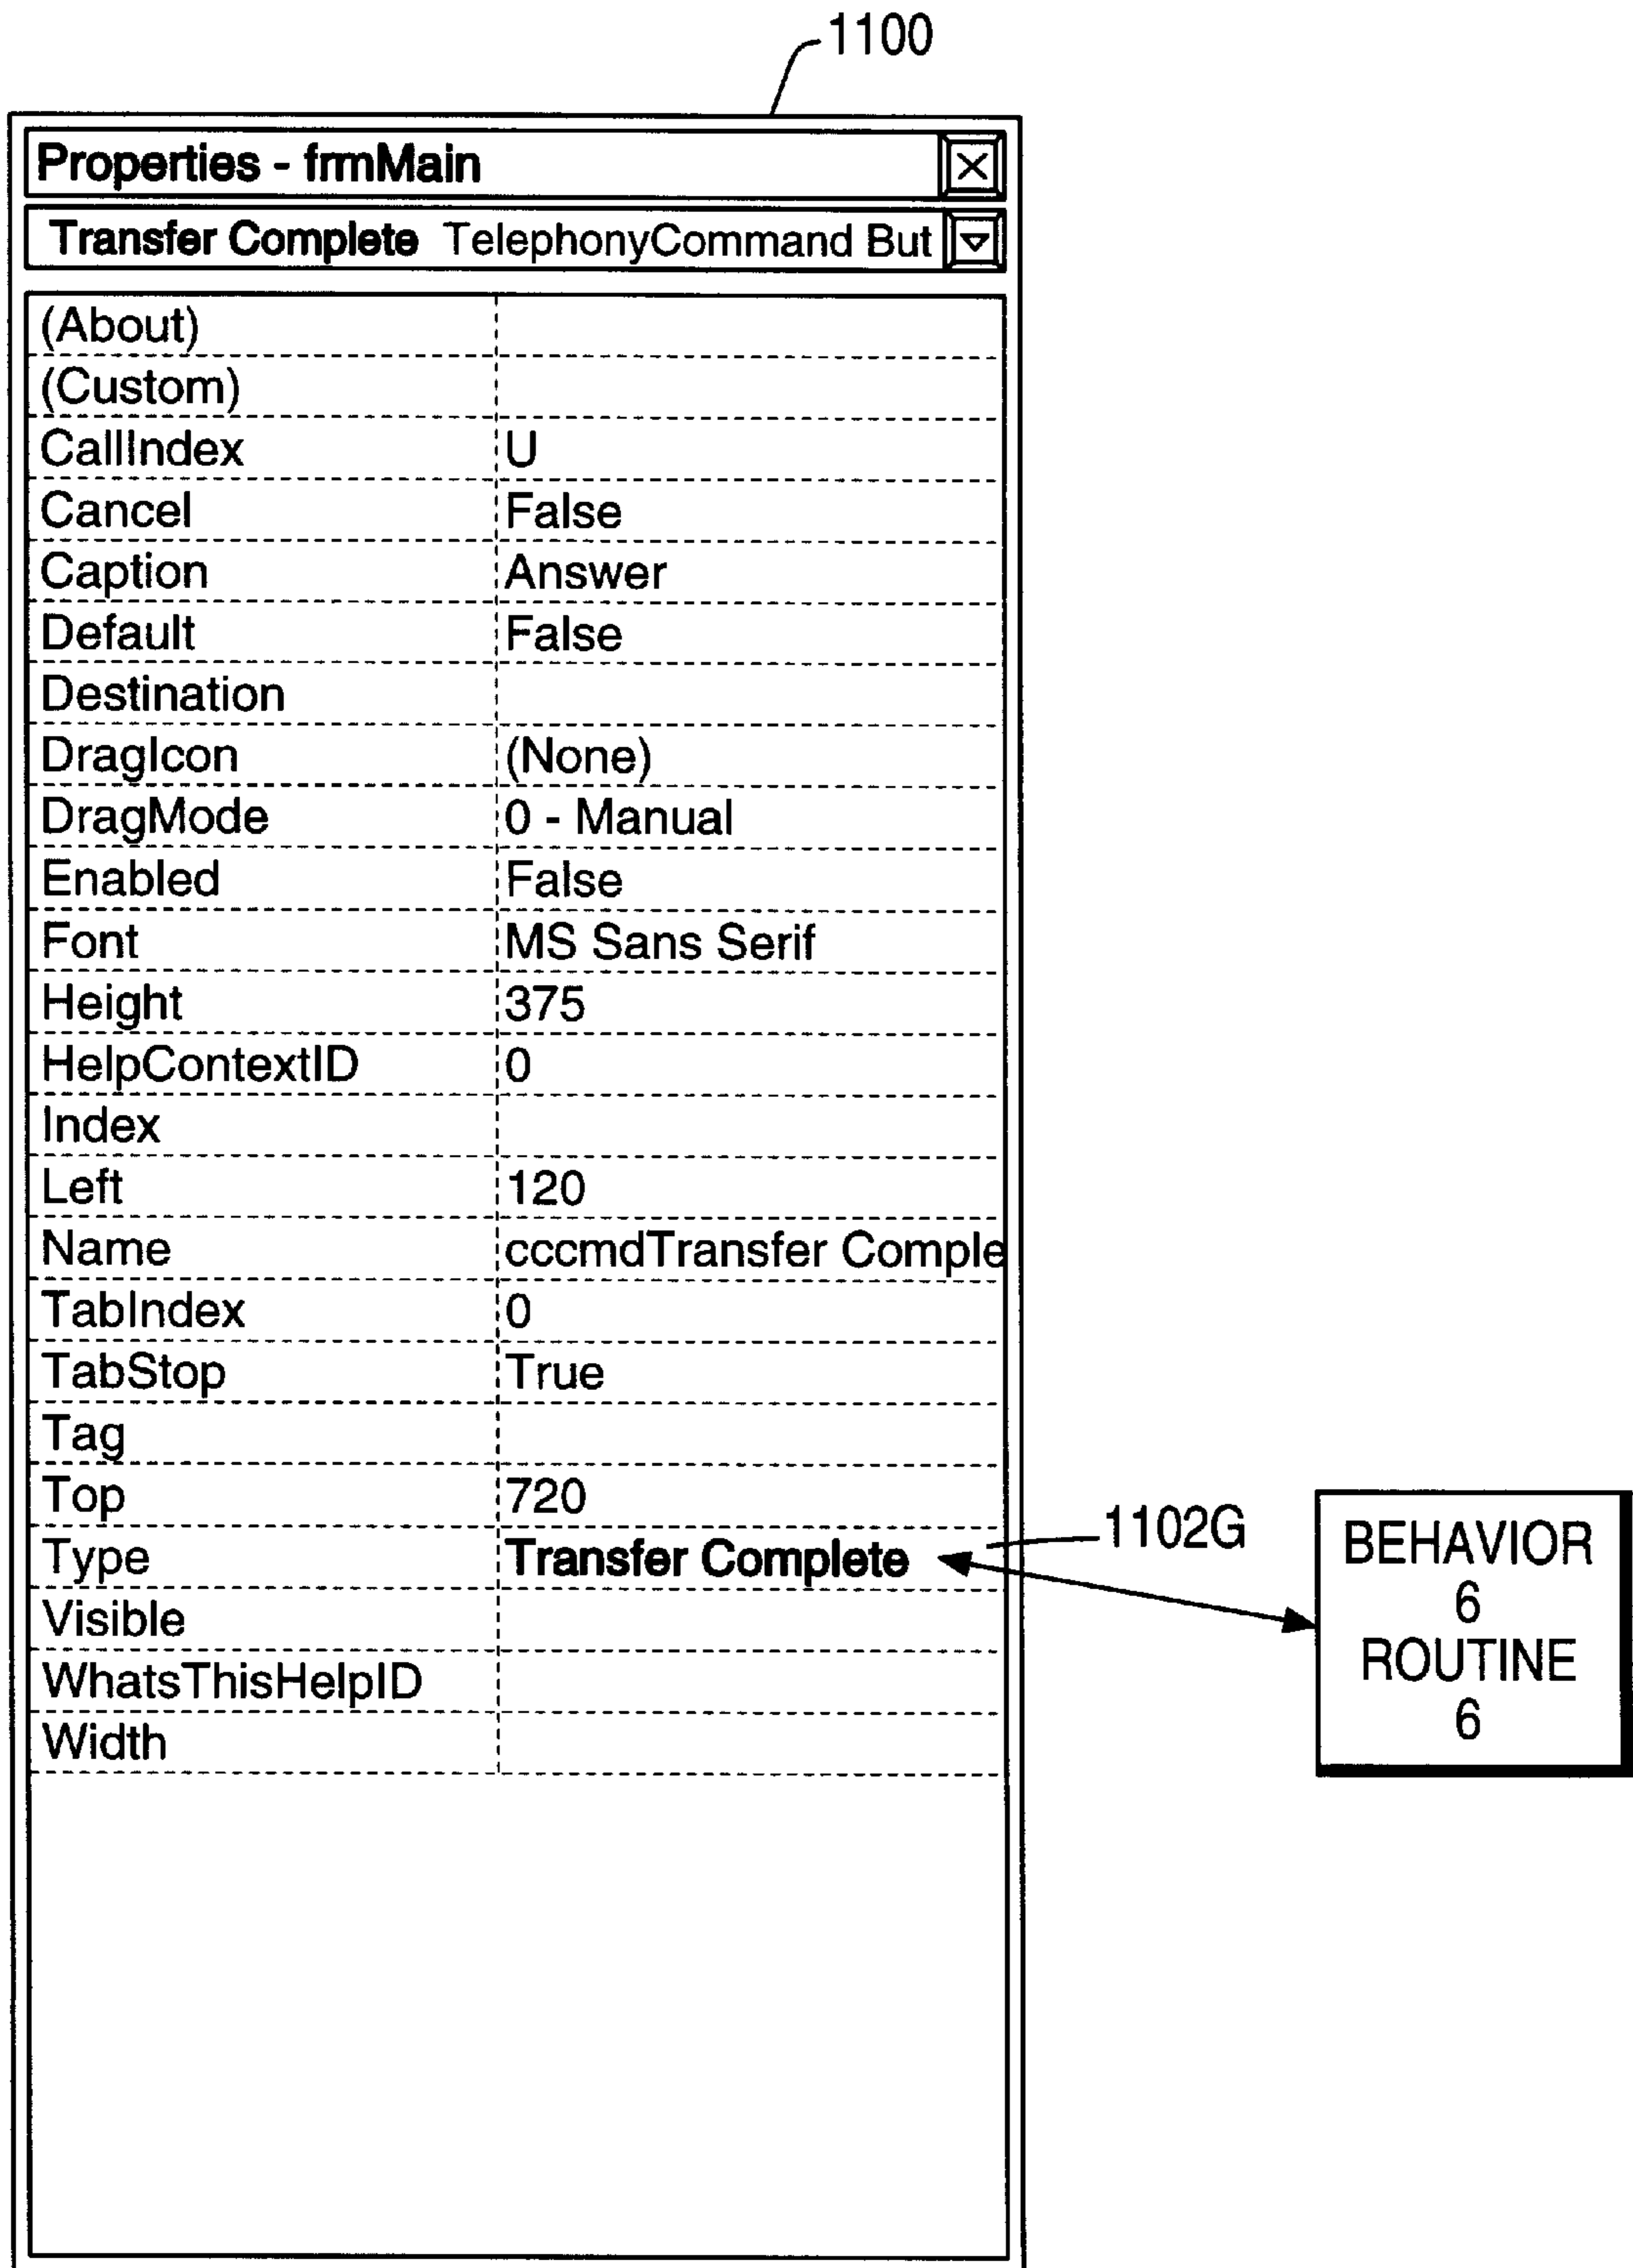 1100
Properties - frmMain
Transfer Complete TelephonyCommand But
(About)
(Custom)
CallIndex U
Cancel False
Caption Answer
Default False
Destination
DragIcon (None)
DragMode 0 - Manual
Enabled False
Font MS Sans Serif
Height 375
HelpContextID 0
Index
Left 120
Name cccmdTransfer Comple
TabIndex 0
TabStop True
Tag
Top 720
Type Transfer Complete
Visible
WhatsThisHelpID
Width
1102G
BEHAVIOR
6
ROUTINE
6